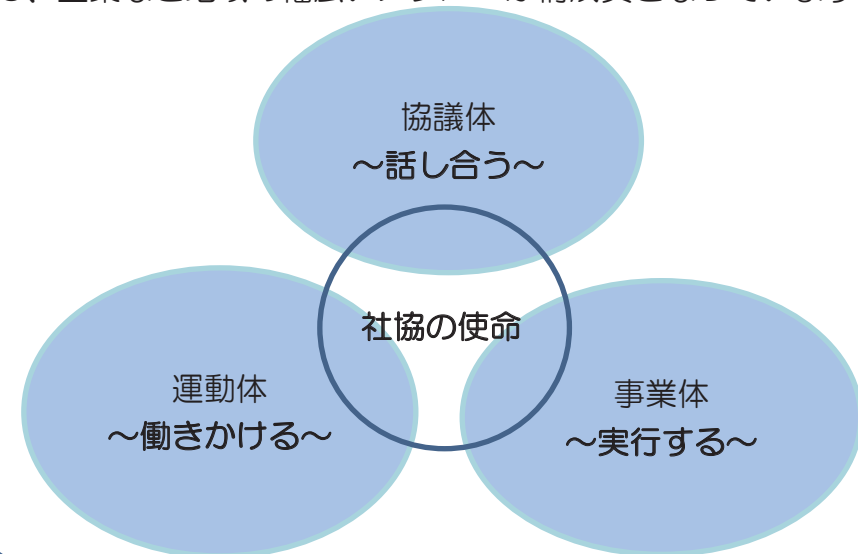 協議体
～話し合う～
社協の使命
運動体
～働きかける～
事業体
～実行する～